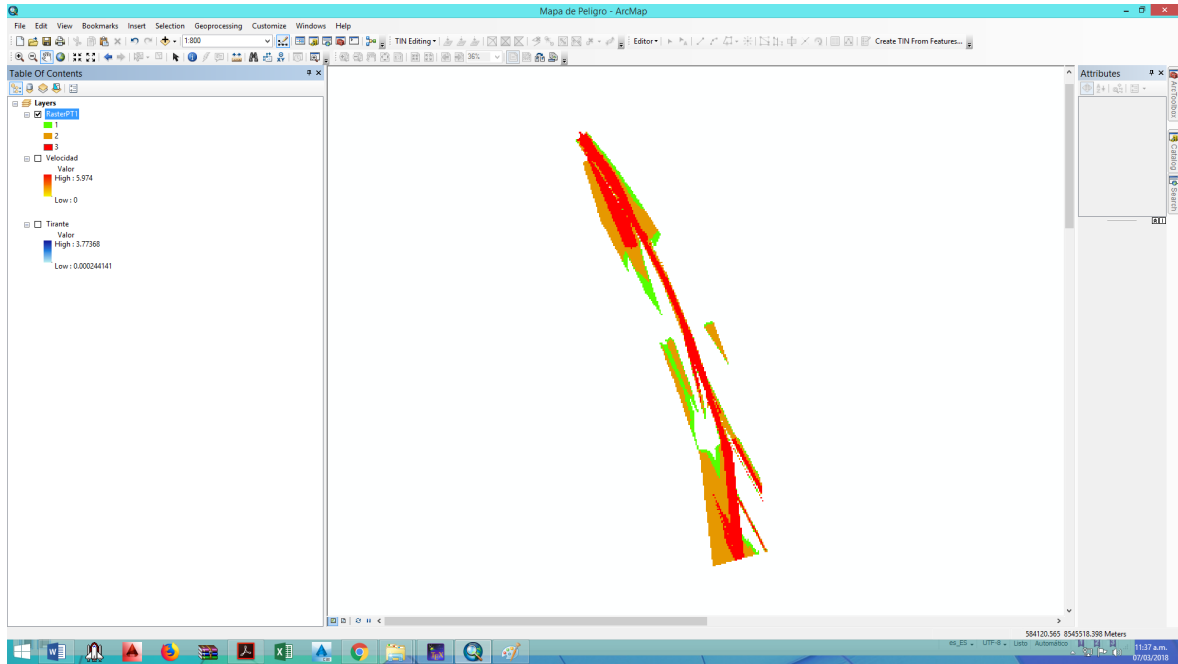 Mapa de Peligro - ArcMap
File Edit View Bookmarks Insert Selection Geoprocessing Customize Windows Help
1:800
TIN Editing
Editor
Create TIN From Features...
36%
Table Of Contents
Layers
RasterPT1
1
2
3
Velocidad
Valor
High : 5.974
Low : 0
Tirante
Valor
High : 3.77368
Low : 0.000244141
Attributes
ArcToolbox
Catalog
Search
584120.565 8545518.398 Meters
es_ES UTF-8 Listo Automático
11:37 a.m.
07/03/2018